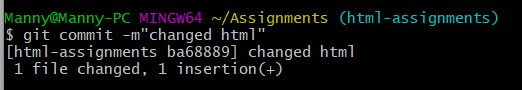 Manny@Manny-PC MINGW64 ~/Assignments (html-assignments)
$ git commit -m"changed html"
[html-assignments ba68889] changed html
 1 file changed, 1 insertion(+)